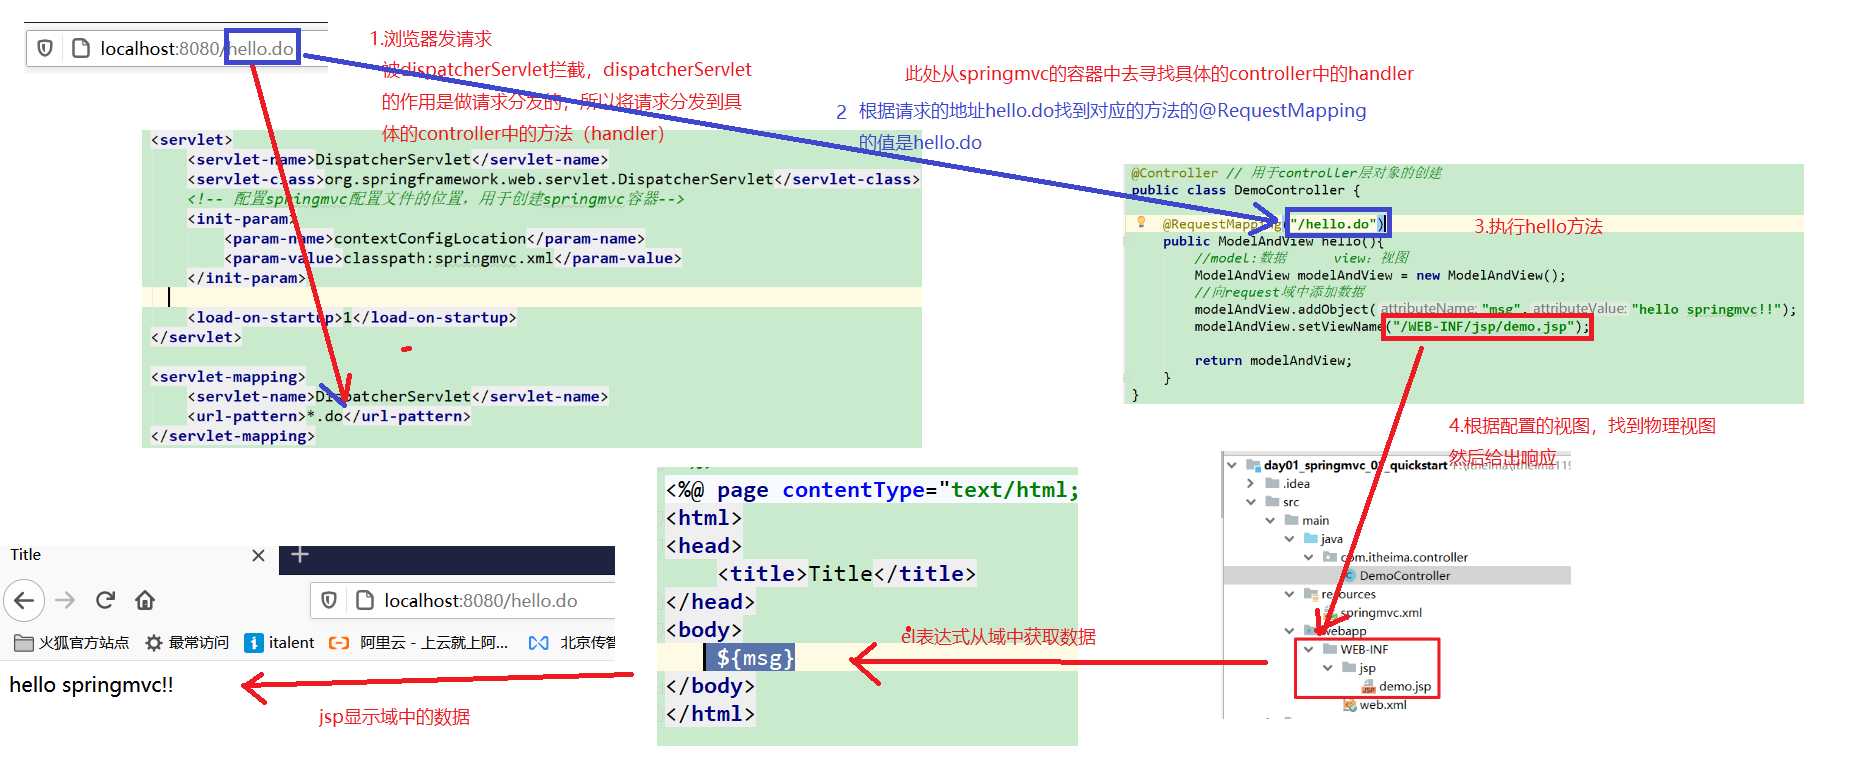 localhost:8080/hello.do
1.浏览器发请求
被dispatcherServlet拦截，dispatcherServlet
的作用是做请求分发的，所以将请求分发到具
体的controller中的方法（handler）
此处从springmvc的容器中去寻找具体的controller中的handler
2 根据请求的地址hello.do找到对应的方法的@RequestMapping
的值是hello.do
<servlet>
<servlet-name>DispatcherServlet</servlet-name>
<servlet-class>org.springframework.web.servlet.DispatcherServlet</servlet-class>
<!-- 配置springmvc配置文件的位置，用于创建springmvc容器-->
<init-param>
<param-name>contextConfigLocation</param-name>
<param-value>classpath:springmvc.xml</param-value>
</init-param>
<load-on-startup>1</load-on-startup>
</servlet>
<servlet-mapping>
<servlet-name>DispatcherServlet</servlet-name>
<url-pattern>*.do</url-pattern>
</servlet-mapping>
@Controller // 用于controller层对象的创建
public class DemoController {
@RequestMapping("/hello.do")
public ModelAndView hello(){
//model:数据 view：视图
ModelAndView modelAndView = new ModelAndView();
//向request域中添加数据
modelAndView.addObject( attributeName: "msg", attributeValue: "hello springmvc!!");
modelAndView.setViewName("/WEB-INF/jsp/demo.jsp");
return modelAndView;
}
}
3.执行hello方法
4.根据配置的视图，找到物理视图
然后给出响应
day01_springmvc_01_quickstart
.idea
src
main
java
com.itheima.controller
DemoController
resources
springmvc.xml
webapp
WEB-INF
jsp
demo.jsp
web.xml
<%@ page contentType="text/html;
<html>
<head>
<title>Title</title>
</head>
<body>
${msg}
</body>
</html>
el表达式从域中获取数据
Title
localhost:8080/hello.do
火狐官方站点 最常访问 italent 阿里云 - 上云就上阿... 北京传智
hello springmvc!!
jsp显示域中的数据